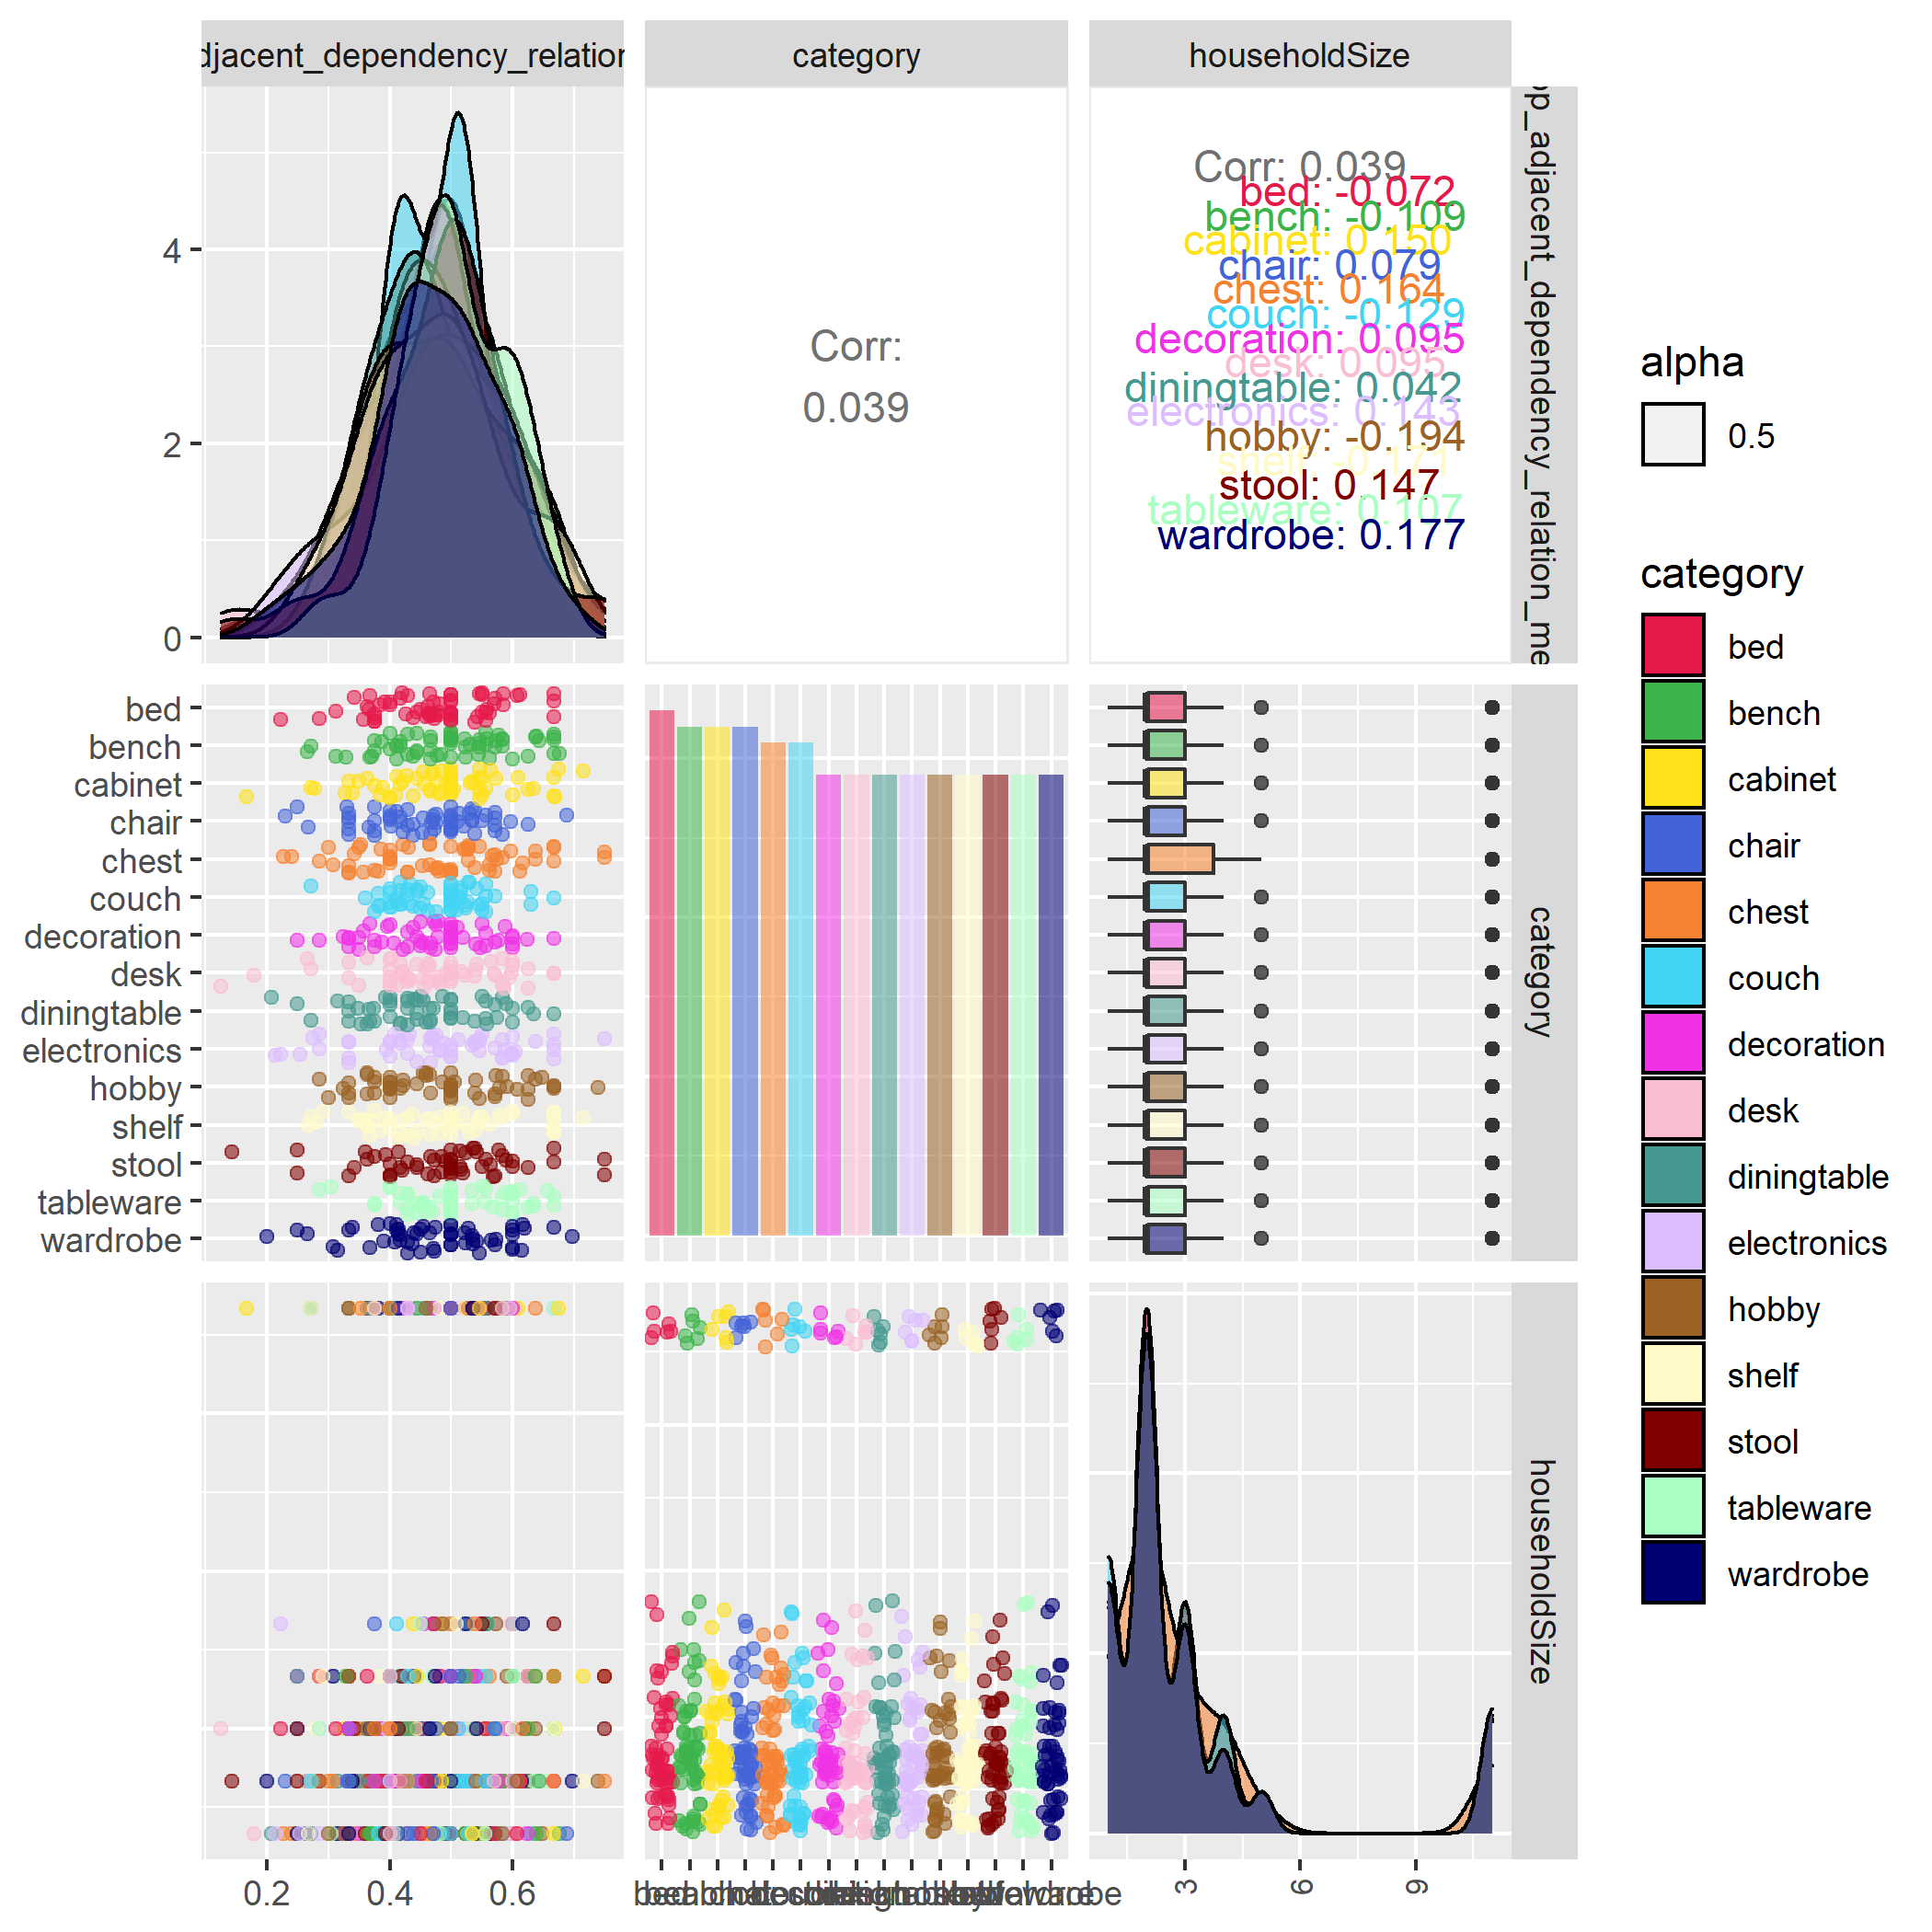 djacent_dependency_relation
category
householdSize
Corr: 0.039
bed: -0.072
bench: -0.109
cabinet: 0.150
chair: 0.079
chest: 0.164
couch: -0.129
decoration: 0.095
desk: 0.095
diningtable: 0.042
electronics: 0.143
hobby: -0.194
shelf: -0.171
stool: 0.147
tableware: 0.107
wardrobe: 0.177
Corr:
0.039
pp_adjacent_dependency_relation_me
4
2
0
bed
bench
cabinet
chair
chest
couch
decoration
desk
diningtable
electronics
hobby
shelf
stool
tableware
wardrobe
category
householdSize
0.2
0.4
0.6
3
6
9
alpha
0.5
category
bed
bench
cabinet
chair
chest
couch
decoration
desk
diningtable
electronics
hobby
shelf
stool
tableware
wardrobe